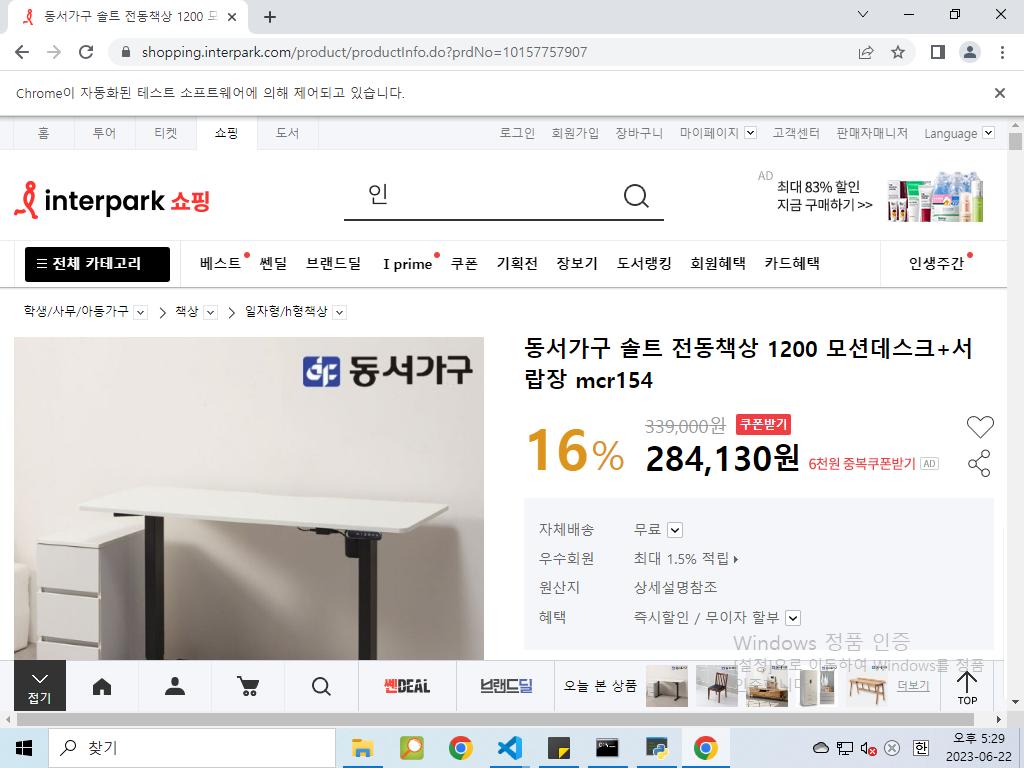 동서가구 솔트 전동책상 1200 모
shopping.interpark.com/product/productInfo.do?prdNo=10157757907
Chrome이 자동화된 테스트 소프트웨어에 의해 제어되고 있습니다.
홈 투어 티켓 쇼핑 도서 로그인 회원가입 장바구니 마이페이지 고객센터 판매자매니저 Language
interpark 쇼핑
인
AD
최대 83% 할인
지금 구매하기 >>
전체 카테고리 베스트 쎈딜 브랜드딜 I prime 쿠폰 기획전 장보기 도서랭킹 회원혜택 카드혜택 인생주간
학생/사무/아동가구 책상 일자형/h형책상
동서가구
동서가구 솔트 전동책상 1200 모션데스크+서
랍장 mcr154
16%
339,000원 쿠폰받기
284,130원 6천원 중복쿠폰받기 AD
자체배송 무료
우수회원 최대 1.5% 적립
원산지 상세설명참조
혜택 즉시할인 / 무이자 할부
Windows 정품 인증
[설정]으로 이동하여 Windows를 정품
접기 쎈DEAL 브랜드딜 오늘 본 상품 더보기 TOP
찾기
오후 5:29
2023-06-22
한